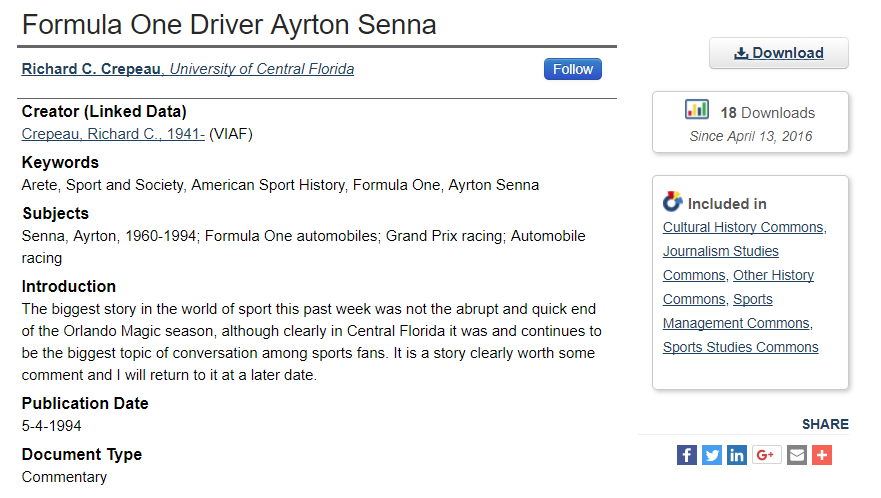 Formula One Driver Ayrton Senna
Richard C. Crepeau, University of Central Florida
Follow
Creator (Linked Data)
Crepeau, Richard C., 1941- (VIAF)
Keywords
Arete, Sport and Society, American Sport History, Formula One, Ayrton Senna
Subjects
Senna, Ayrton, 1960-1994; Formula One automobiles; Grand Prix racing; Automobile
racing
Introduction
The biggest story in the world of sport this past week was not the abrupt and quick end
of the Orlando Magic season, although clearly in Central Florida it was and continues to
be the biggest topic of conversation among sports fans. It is a story clearly worth some
comment and I will return to it at a later date.
Publication Date
5-4-1994
Document Type
Commentary
Download
18 Downloads
Since April 13, 2016
Included in
Cultural History Commons,
Journalism Studies
Commons, Other History
Commons, Sports
Management Commons,
Sports Studies Commons
SHARE
f
in
G+